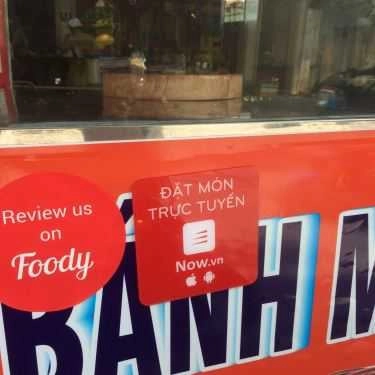 Review us
on
Foody
ĐẶT MÓN
TRỰC TUYẾN
Now.vn
BÁNH M